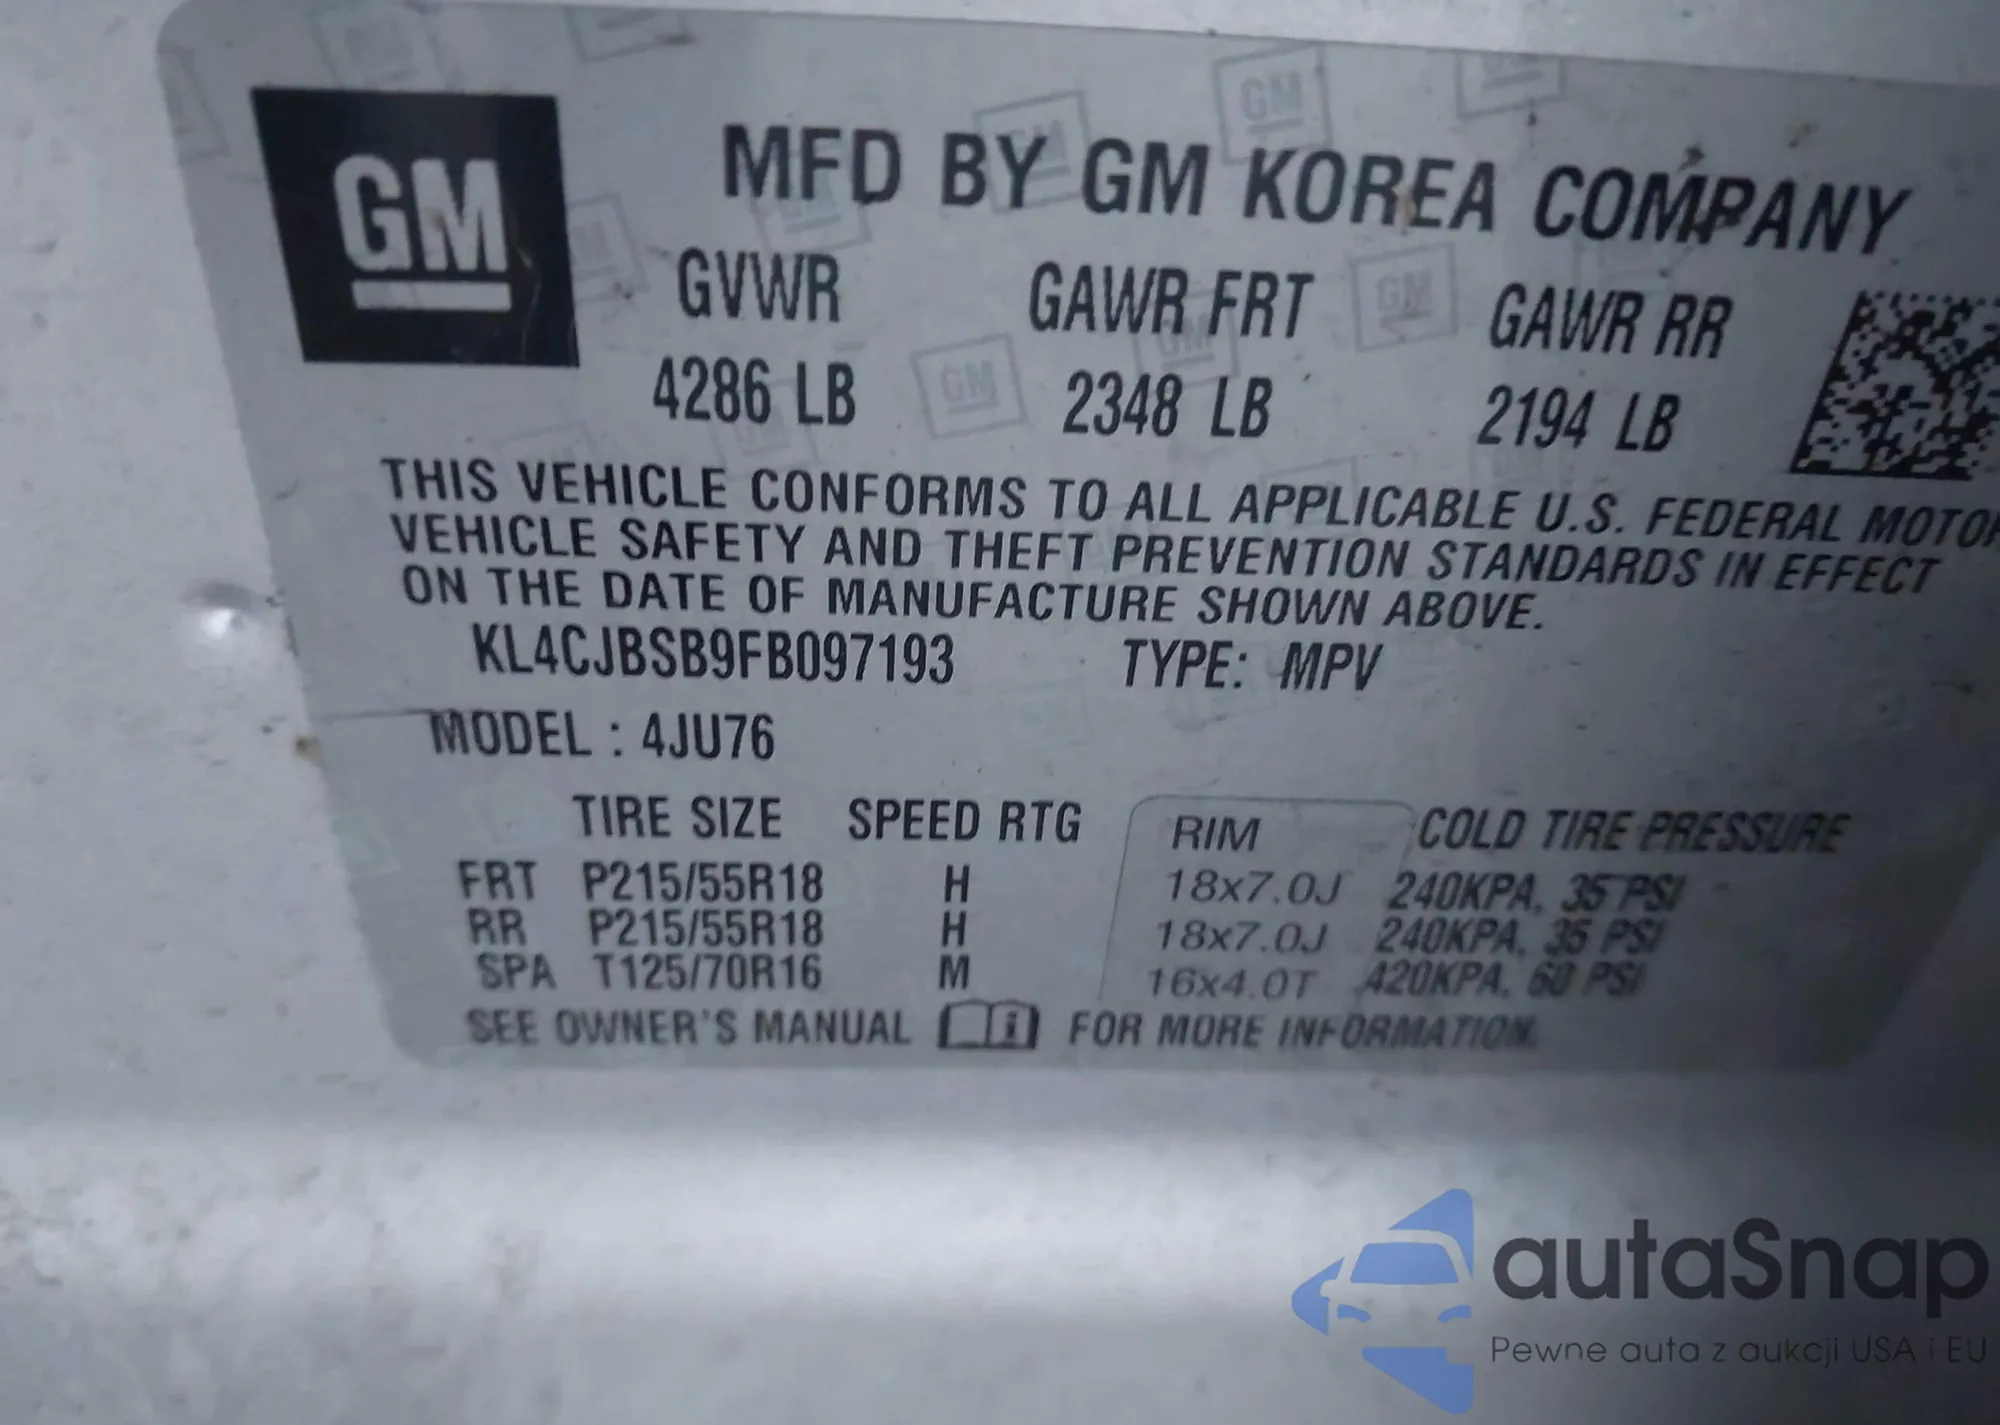 GM
MFD BY GM KOREA COMPANY
GVWR GAWR FRT GAWR RR
4286 LB 2348 LB 2194 LB
THIS VEHICLE CONFORMS TO ALL APPLICABLE U.S. FEDERAL MOTOR
VEHICLE SAFETY AND THEFT PREVENTION STANDARDS IN EFFECT
ON THE DATE OF MANUFACTURE SHOWN ABOVE.
KL4CJBSB9FB097193 TYPE: MPV
MODEL : 4JU76
TIRE SIZE SPEED RTG RIM COLD TIRE PRESSURE
FRT P215/55R18 H 18x7.0J 240KPA, 35 PSI
RR P215/55R18 H 18x7.0J 240KPA, 35 PSI
SPA T125/70R16 M 16x4.0T 420KPA, 60 PSI
SEE OWNER'S MANUAL i FOR MORE INFORMATION.
autaSnap
Pewne auta z aukcji USA i EU